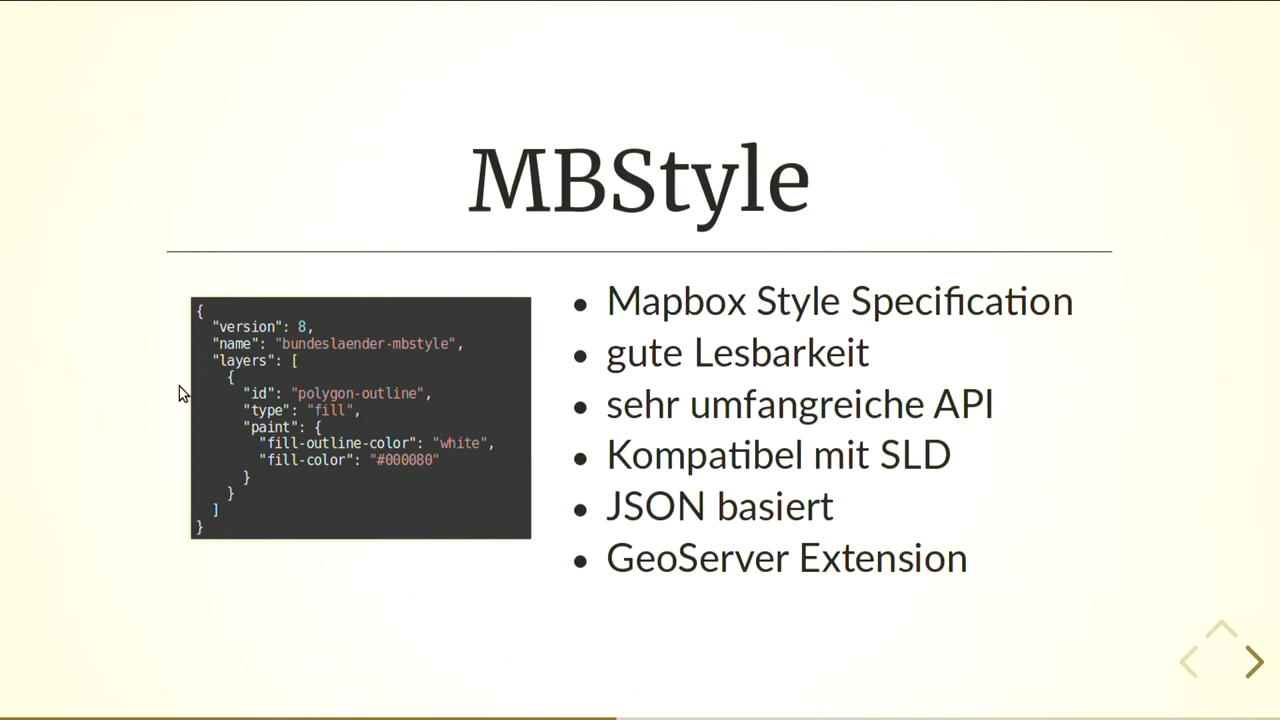 MBStyle
{
"version": 8,
"name": "bundeslaender-mbstyle",
"layers": [
{
"id": "polygon-outline",
"type": "fill",
"paint": {
"fill-outline-color": "white",
"fill-color": "#000080"
}
}
]
}
• Mapbox Style Specification
• gute Lesbarkeit
• sehr umfangreiche API
• Kompatibel mit SLD
• JSON basiert
• GeoServer Extension